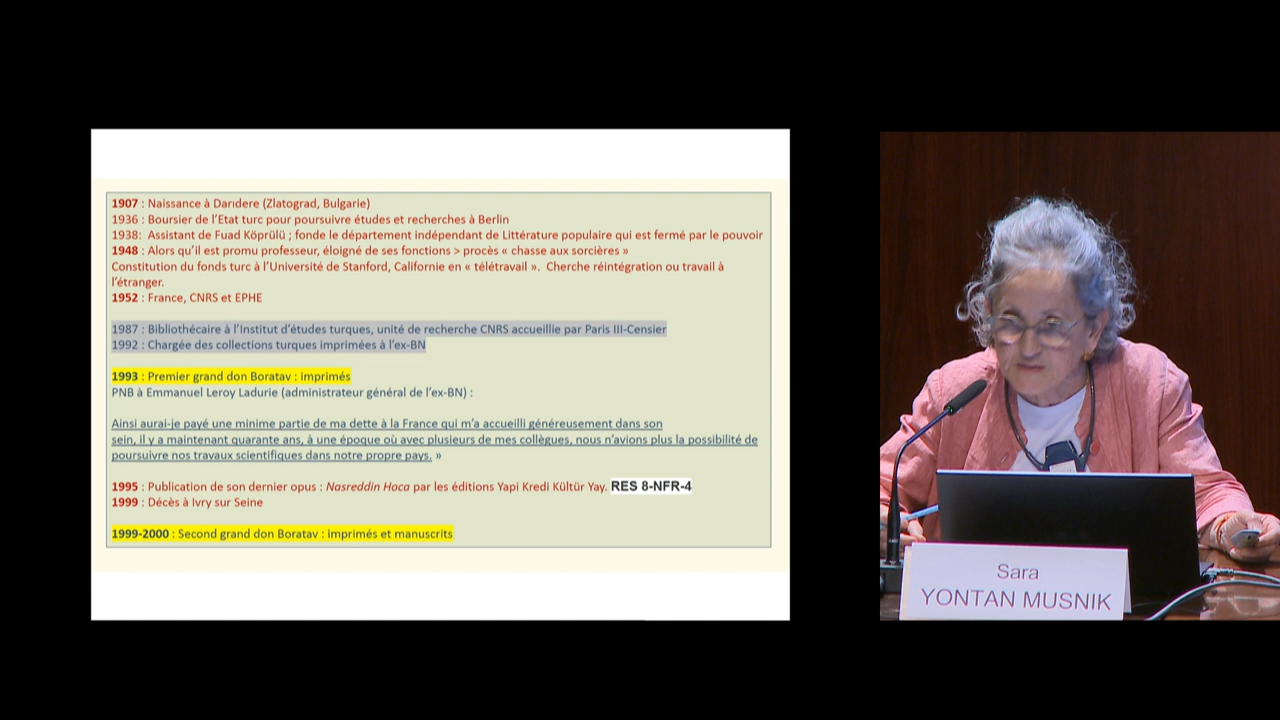 1907 : Naissance à Darıdere (Zlatograd, Bulgarie)
1936 : Boursier de l'Etat turc pour poursuivre études et recherches à Berlin
1938: Assistant de Fuad Köprülü ; fonde le département indépendant de Littérature populaire qui est fermé par le pouvoir
1948 : Alors qu'il est promu professeur, éloigné de ses fonctions > procès « chasse aux sorcières »
Constitution du fonds turc à l'Université de Stanford, Californie en « télétravail ». Cherche réintégration ou travail à
l'étranger.
1952 : France, CNRS et EPHE
1987 : Bibliothécaire à l'Institut d'études turques, unité de recherche CNRS accueillie par Paris III-Censier
1992 : Chargée des collections turques imprimées à l'ex-BN
1993 : Premier grand don Boratav : imprimés
PNB à Emmanuel Leroy Ladurie (administrateur général de l'ex-BN) :
Ainsi aurai-je payé une minime partie de ma dette à la France qui m'a accueilli généreusement dans son
sein, il y a maintenant quarante ans, à une époque où avec plusieurs de mes collègues, nous n'avions plus la possibilité de
poursuivre nos travaux scientifiques dans notre propre pays. »
1995 : Publication de son dernier opus : Nasreddin Hoca par les éditions Yapi Kredi Kültür Yay. RES 8-NFR-4
1999 : Décès à Ivry sur Seine
1999-2000 : Second grand don Boratav : imprimés et manuscrits
Sara
YONTAN MUSNIK